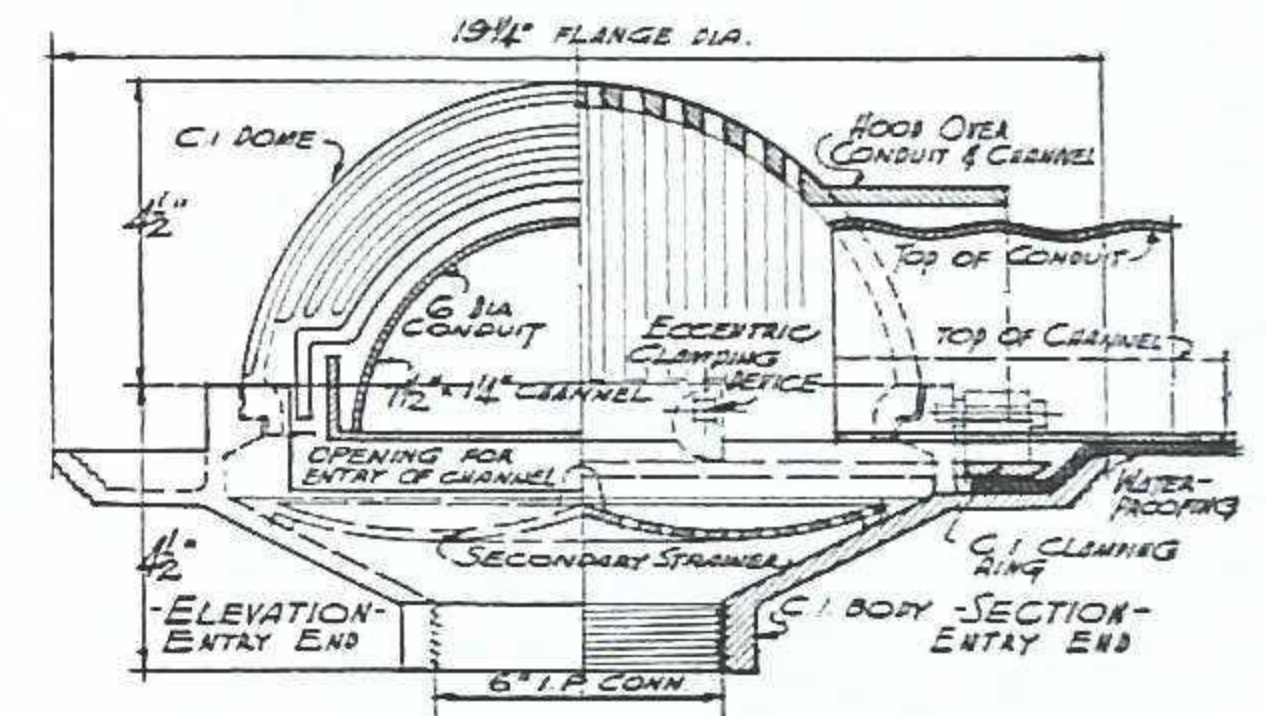 19¼" FLANGE DIA.
C.I DOME
HOOD OVER
CONDUIT & CHANNEL
4½"
TOP OF CONDUIT
6 DIA.
CONDUIT
ECCENTRIC
CLAMPING
DEVICE
TOP OF CHANNEL
1½" x 1¼" CHANNEL
OPENING FOR
ENTRY OF CHANNEL
WATER-
PROOFING
4½"
SECONDARY STRAINER
C.I. CLAMPING
RING
-ELEVATION-
ENTRY END
C.I. BODY
-SECTION-
ENTRY END
6" I.P CONN